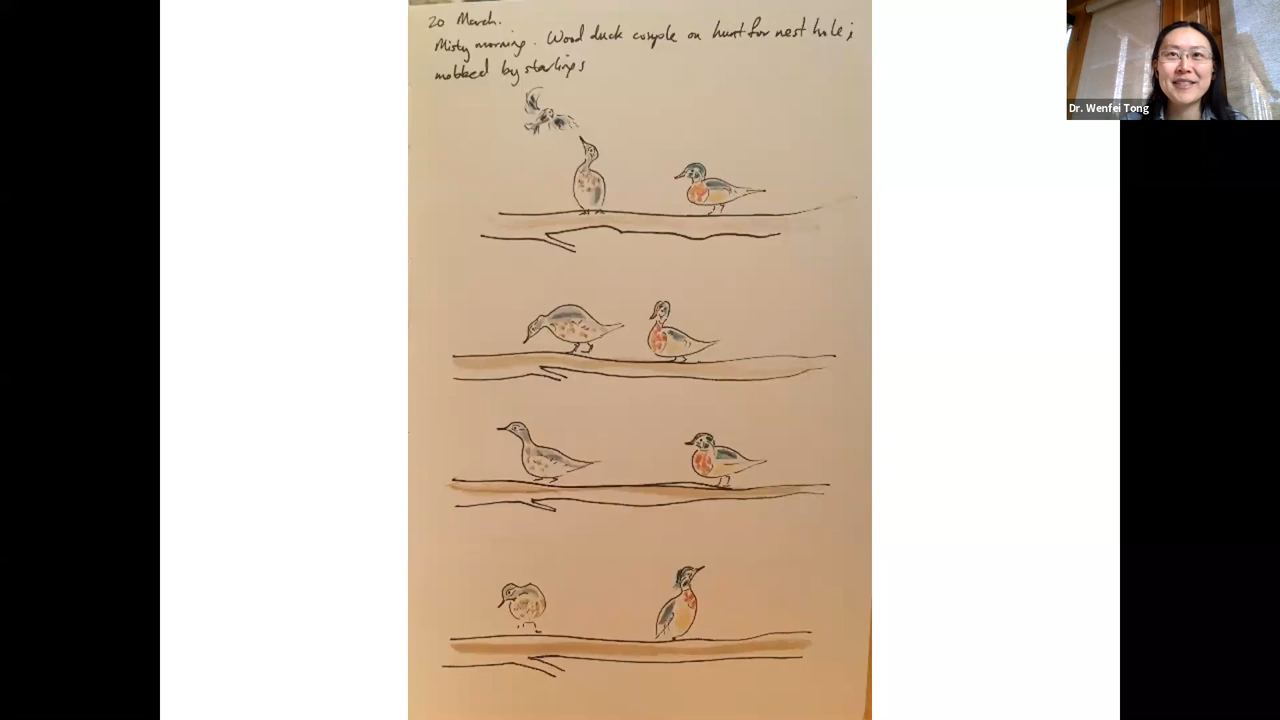 20 March.
Misty morning. Wood duck couple on hunt for nest hole;
mobbed by starlings
Dr. Wenfei Tong